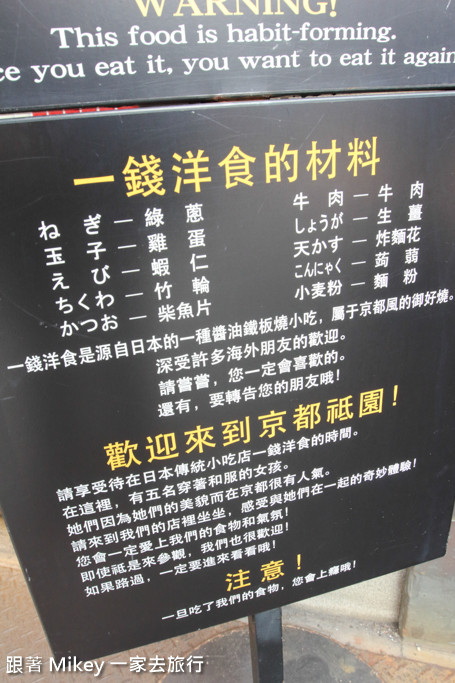 WARNING!
This food is habit-forming.
ce you eat it, you want to eat it again
一錢洋食的材料
ねぎ—綠蔥
玉子—雞蛋
えび—蝦仁
ちくわ—竹輪
かつお—柴魚片
牛肉—牛肉
しょうが—生薑
天かす—炸麵花
こんにゃく—蒟蒻
小麦粉—麵粉
一錢洋食是源自日本的一種醬油鐵板燒小吃，屬于京都風的御好燒。
深受許多海外朋友的歡迎。
請嘗嘗，您一定會喜歡的。
還有，要轉告您的朋友哦！
歡迎來到京都祗園！
請享受待在日本傳統小吃店一錢洋食的時間。
在這裡，有五名穿著和服的女孩。
她們因為她們的美貌而在京都很有人氣。
請來到我們的店裡坐坐，感受與她們在一起的奇妙體驗！
您會一定愛上我們的食物和氣氛！
即使祗是來參觀，我們也很歡迎！
如果路過，一定要進來看看哦！
注意！
一旦吃了我們的食物，您會上癮哦！
跟著 Mikey 一家去旅行